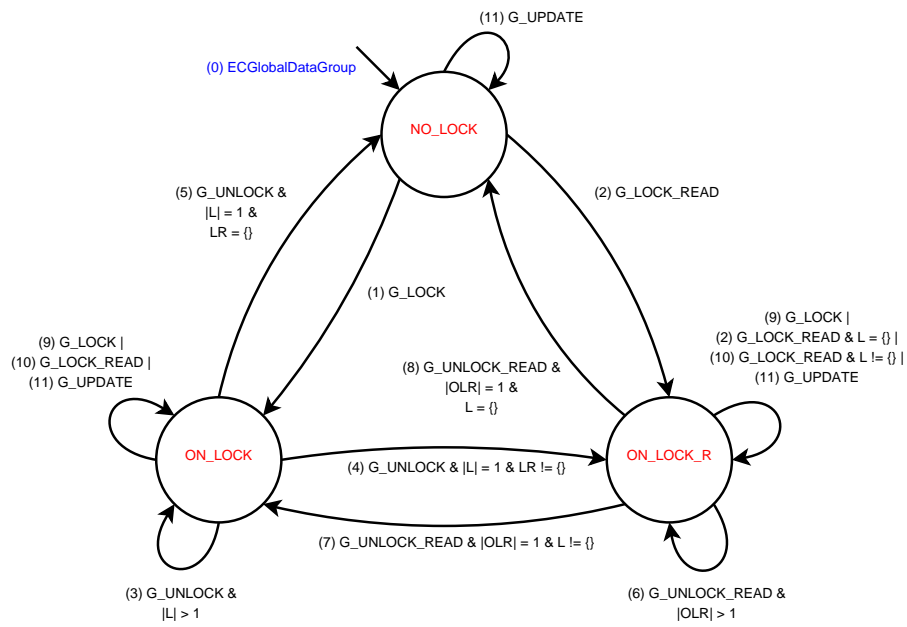 (11) G_UPDATE
(0) ECGlobalDataGroup
NO_LOCK
(5) G_UNLOCK &
|L| = 1 &
LR = {}
(2) G_LOCK_READ
(1) G_LOCK
(9) G_LOCK |
(10) G_LOCK_READ |
(11) G_UPDATE
(8) G_UNLOCK_READ &
|OLR| = 1 &
L = {}
(9) G_LOCK |
(2) G_LOCK_READ & L = {} |
(10) G_LOCK_READ & L != {} |
(11) G_UPDATE
ON_LOCK
(4) G_UNLOCK & |L| = 1 & LR != {}
ON_LOCK_R
(7) G_UNLOCK_READ & |OLR| = 1 & L != {}
(3) G_UNLOCK &
|L| > 1
(6) G_UNLOCK_READ &
|OLR| > 1